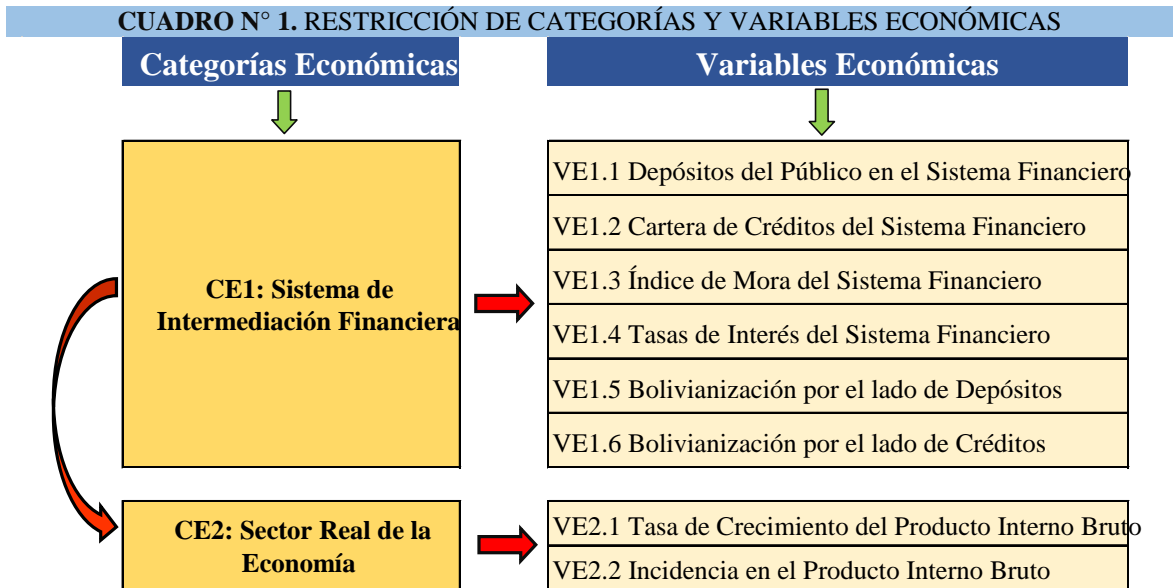 CUADRO N° 1. RESTRICCIÓN DE CATEGORÍAS Y VARIABLES ECONÓMICAS
Categorías Económicas
Variables Económicas
CE1: Sistema de
Intermediación Financiera
VE1.1 Depósitos del Público en el Sistema Financiero
VE1.2 Cartera de Créditos del Sistema Financiero
VE1.3 Índice de Mora del Sistema Financiero
VE1.4 Tasas de Interés del Sistema Financiero
VE1.5 Bolivianización por el lado de Depósitos
VE1.6 Bolivianización por el lado de Créditos
CE2: Sector Real de la
Economía
VE2.1 Tasa de Crecimiento del Producto Interno Bruto
VE2.2 Incidencia en el Producto Interno Bruto